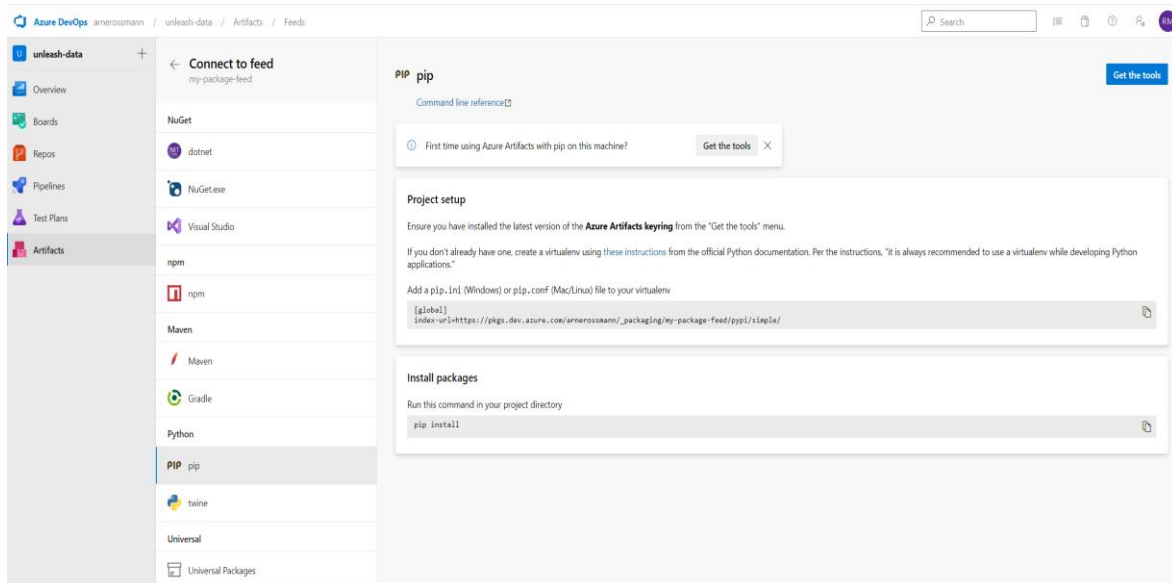 Azure DevOps arnerossmann / unleash-data / Artifacts / Feeds
Search
RM
U unleash-data
Overview
Boards
Repos
Pipelines
Test Plans
Artifacts
Connect to feed
my-package-feed
NuGet
NET dotnet
NuGet.exe
Visual Studio
npm
npm
Maven
Maven
Gradle
Python
PIP pip
twine
Universal
Universal Packages
PIP pip
Get the tools
Command line reference
First time using Azure Artifacts with pip on this machine? Get the tools
Project setup
Ensure you have installed the latest version of the Azure Artifacts keyring from the "Get the tools" menu.
If you don't already have one, create a virtualenv using these instructions from the official Python documentation. Per the instructions, "it is always recommended to use a virtualenv while developing Python
applications."
Add a pip.ini (Windows) or pip.conf (Mac/Linux) file to your virtualenv
[global]
index-url=https://pkgs.dev.azure.com/arnerossmann/_packaging/my-package-feed/pypi/simple/
Install packages
Run this command in your project directory
pip install